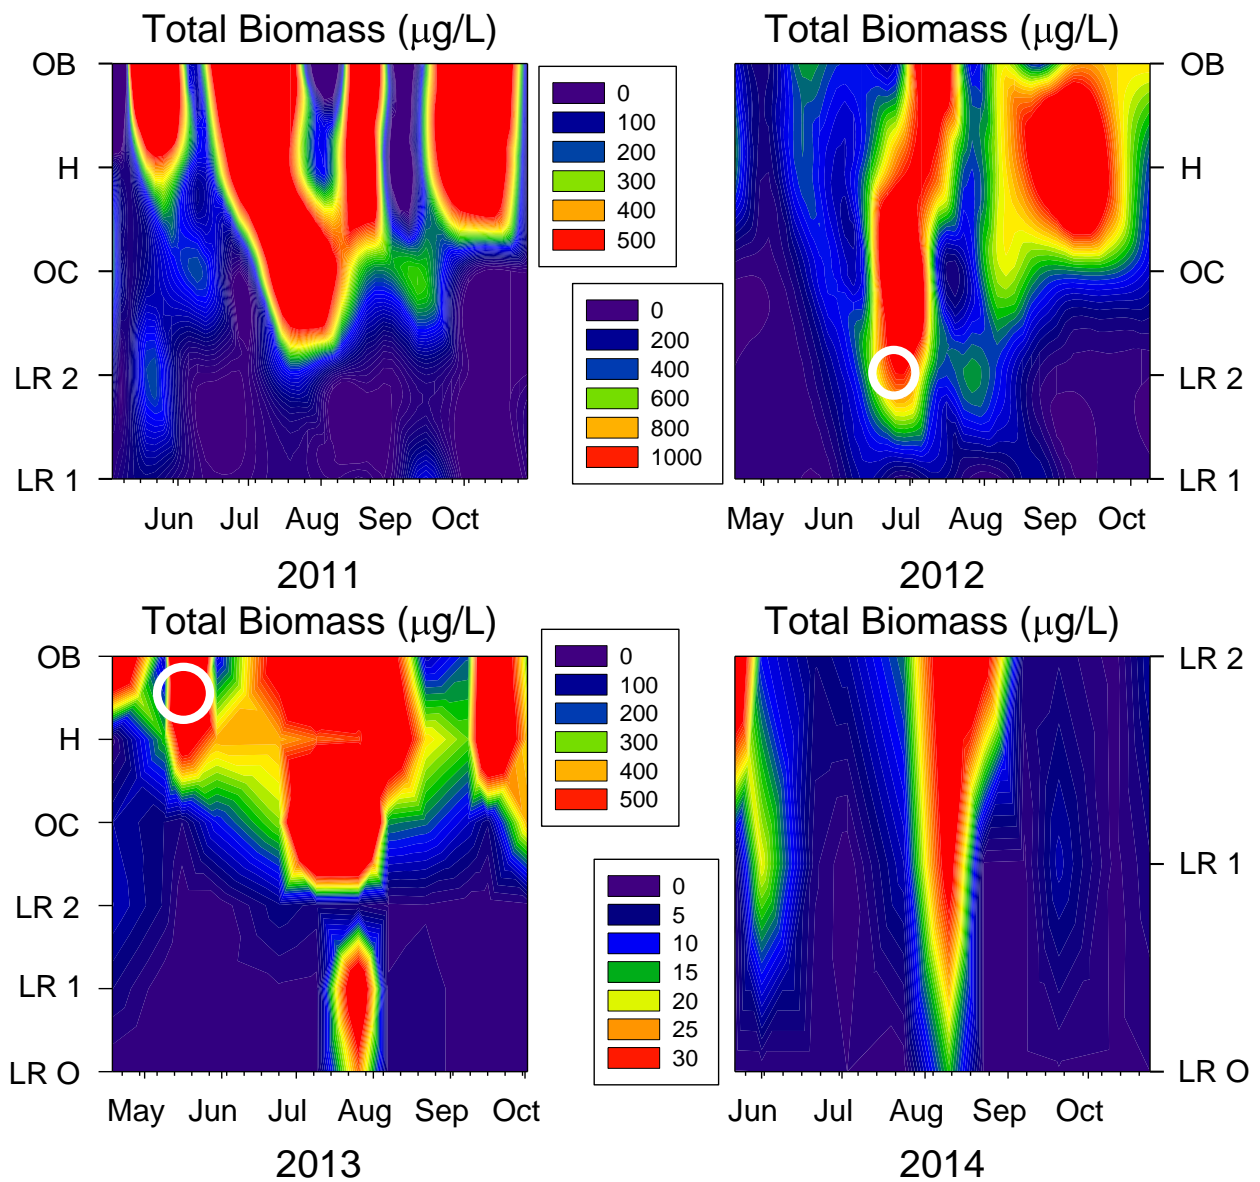 Total Biomass (μg/L)
OB
H
OC
LR 2
LR 1
Jun Jul Aug Sep Oct
2011
0
100
200
300
400
500
Total Biomass (μg/L)
OB
H
OC
LR 2
LR 1
May Jun Jul Aug Sep Oct
2012
0
200
400
600
800
1000
Total Biomass (μg/L)
OB
H
OC
LR 2
LR 1
LR O
May Jun Jul Aug Sep Oct
2013
0
100
200
300
400
500
Total Biomass (μg/L)
LR 2
LR 1
LR O
Jun Jul Aug Sep Oct
2014
0
5
10
15
20
25
30